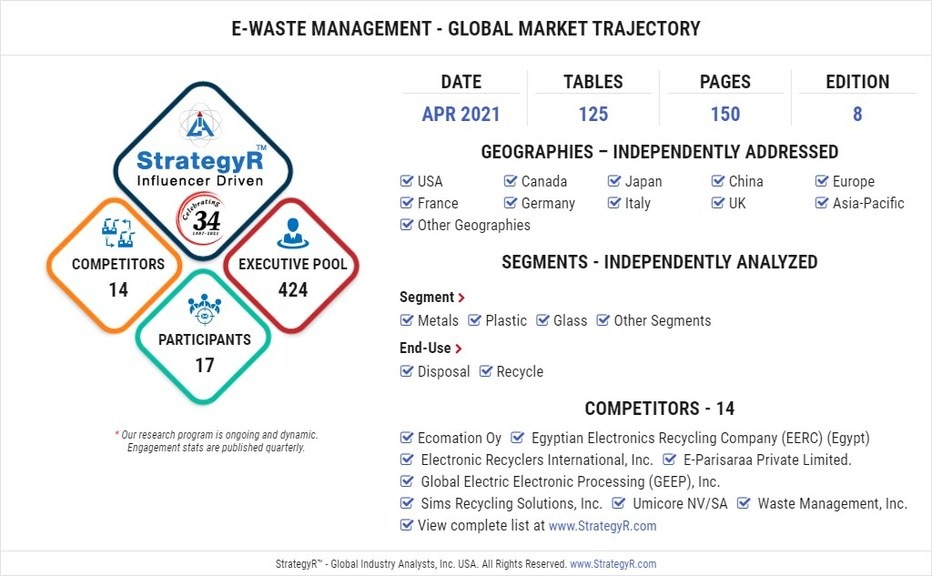 E-WASTE MANAGEMENT - GLOBAL MARKET TRAJECTORY
StrategyR™
Influencer Driven
Celebrating
34
1987-2021
COMPETITORS
14
EXECUTIVE POOL
424
PARTICIPANTS
17
* Our research program is ongoing and dynamic.
Engagement stats are published quarterly.
DATE TABLES PAGES EDITION
APR 2021 125 150 8
GEOGRAPHIES – INDEPENDENTLY ADDRESSED
USA Canada Japan China Europe
France Germany Italy UK Asia-Pacific
Other Geographies
SEGMENTS - INDEPENDENTLY ANALYZED
Segment >
Metals Plastic Glass Other Segments
End-Use >
Disposal Recycle
COMPETITORS - 14
Ecomation Oy Egyptian Electronics Recycling Company (EERC) (Egypt)
Electronic Recyclers International, Inc. E-Parisaraa Private Limited.
Global Electric Electronic Processing (GEEP), Inc.
Sims Recycling Solutions, Inc. Umicore NV/SA Waste Management, Inc.
View complete list at www.StrategyR.com
StrategyR™ - Global Industry Analysts, Inc. USA. All Rights Reserved. www.StrategyR.com